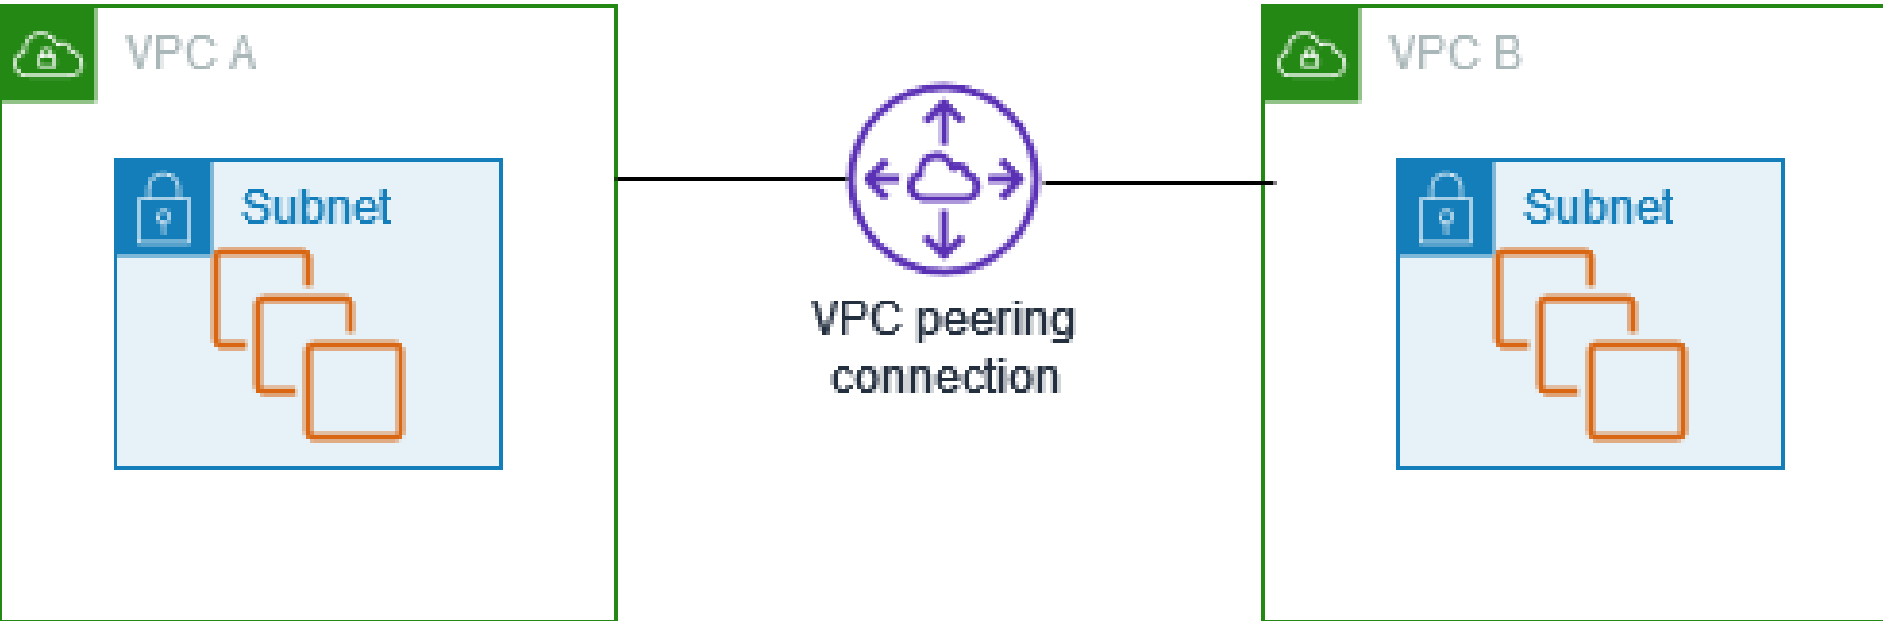 VPC A
VPC B
Subnet
Subnet
VPC peering
connection